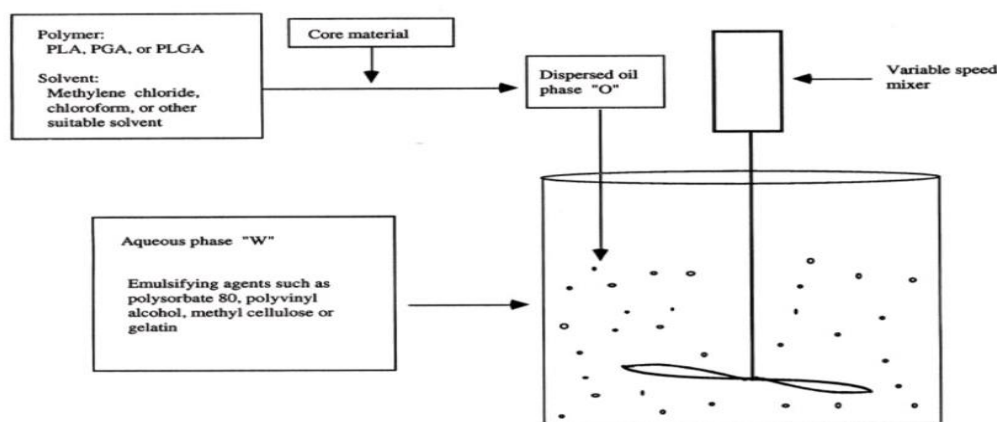 Polymer:
PLA, PGA, or PLGA
Solvent:
Methylene chloride,
chloroform, or other
suitable solvent
Core material
Dispersed oil
phase "O"
Variable speed
mixer
Aqueous phase "W"
Emulsifying agents such as
polysorbate 80, polyvinyl
alcohol, methyl cellulose or
gelatin